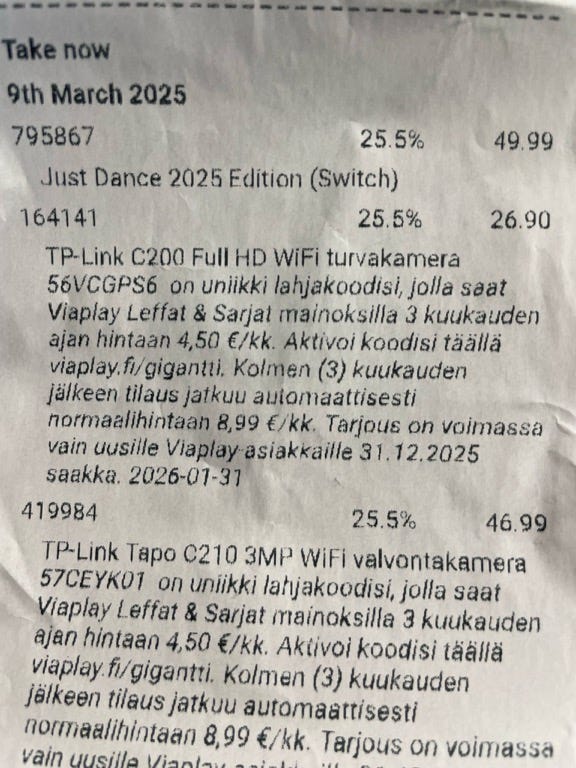 Take now
9th March 2025
795867 25.5% 49.99
Just Dance 2025 Edition (Switch)
164141 25.5% 26.90
TP-Link C200 Full HD WiFi turvakamera
56VCGPS6 on uniikki lahjakoodisi, jolla saat
Viaplay Leffat & Sarjat mainoksilla 3 kuukauden
ajan hintaan 4,50 €/kk. Aktivoi koodisi täällä
viaplay.fi/gigantti. Kolmen (3) kuukauden
jälkeen tilaus jatkuu automaattisesti
normaalihintaan 8,99 €/kk. Tarjous on voimassa
vain uusille Viaplay-asiakkaille 31.12.2025
saakka. 2026-01-31
419984 25.5% 46.99
TP-Link Tapo C210 3MP WiFi valvontakamera
57CEYK01 on uniikki lahjakoodisi, jolla saat
Viaplay Leffat & Sarjat mainoksilla 3 kuukauden
ajan hintaan 4,50 €/kk. Aktivoi koodisi täällä
viaplay.fi/gigantti. Kolmen (3) kuukauden
jälkeen tilaus jatkuu automaattisesti
normaalihintaan 8,99 €/kk. Tarjous on voimassa
vain uusille